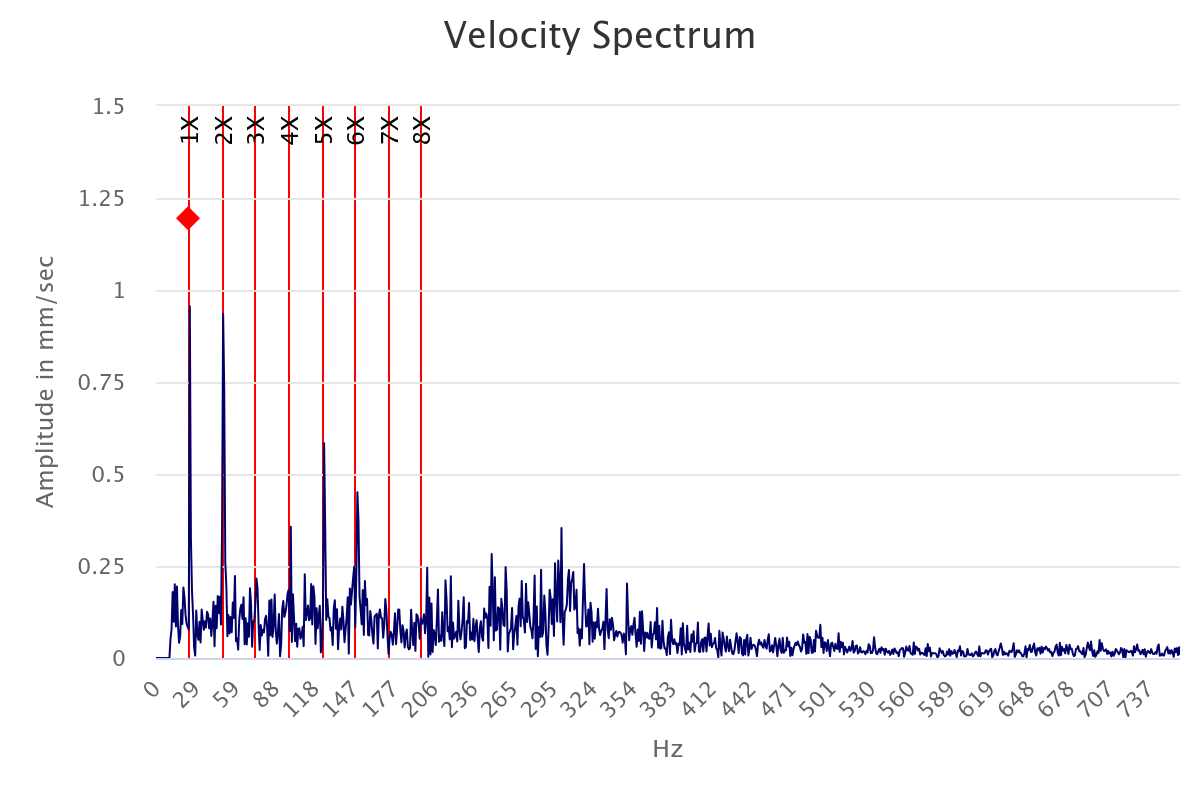 Velocity Spectrum
1.5
1.25
1
0.75
0.5
0.25
0
Amplitude in mm/sec
1X 2X 3X 4X 5X 6X 7X 8X
0 29 59 88 118 147 177 206 236 265 295 324 354 383 412 442 471 501 530 560 589 619 648 678 707 737
Hz